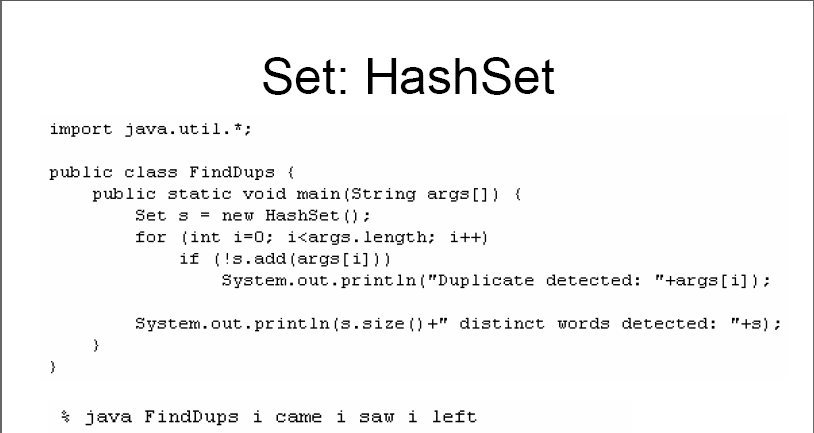 Set: HashSet
import java.util.*;
public class FindDups {
public static void main(String args[]) {
Set s = new HashSet();
for (int i=0; i<args.length; i++)
if (!s.add(args[i]))
System.out.println("Duplicate detected: "+args[i]);
System.out.println(s.size()+" distinct words detected: "+s);
}
}
% java FindDups i came i saw i left